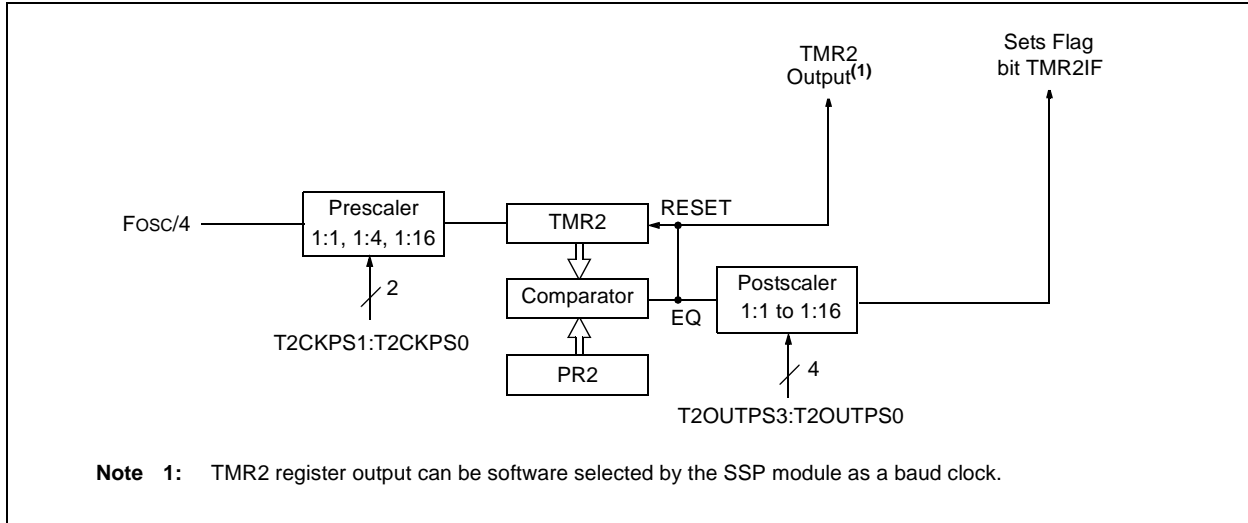 TMR2
Output(1)
Sets Flag
bit TMR2IF
FOSC/4
Prescaler
1:1, 1:4, 1:16
2
T2CKPS1:T2CKPS0
TMR2
RESET
Comparator
EQ
PR2
Postscaler
1:1 to 1:16
4
T2OUTPS3:T2OUTPS0
Note 1: TMR2 register output can be software selected by the SSP module as a baud clock.